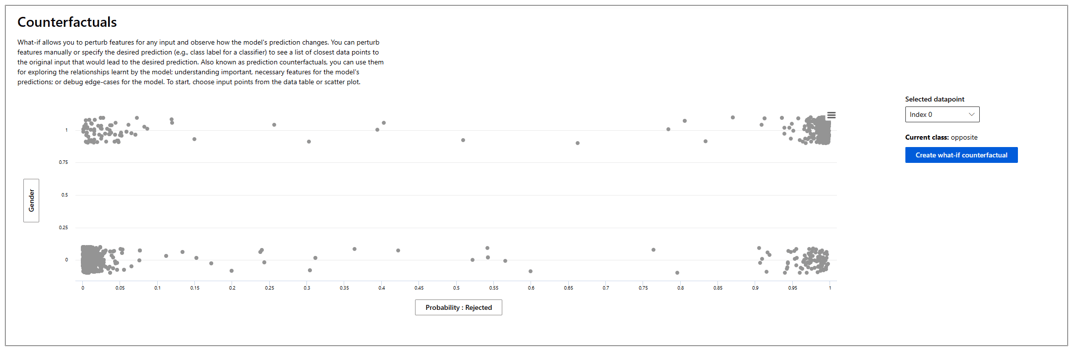 Counterfactuals
What-if allows you to perturb features for any input and observe how the model's prediction changes. You can perturb
features manually or specify the desired prediction (e.g., class label for a classifier) to see a list of closest data points to
the original input that would lead to the desired prediction. Also known as prediction counterfactuals, you can use them
for exploring the relationships learnt by the model; understanding important, necessary features for the model's
predictions; or debug edge-cases for the model. To start, choose input points from the data table or scatter plot.
Selected datapoint
Index 0
Current class: opposite
Create what-if counterfactual
1
0.75
0.5
0.25
0
Gender
0 0.05 0.1 0.15 0.2 0.25 0.3 0.35 0.4 0.45 0.5 0.55 0.6 0.65 0.7 0.75 0.8 0.85 0.9 0.95 1
Probability : Rejected